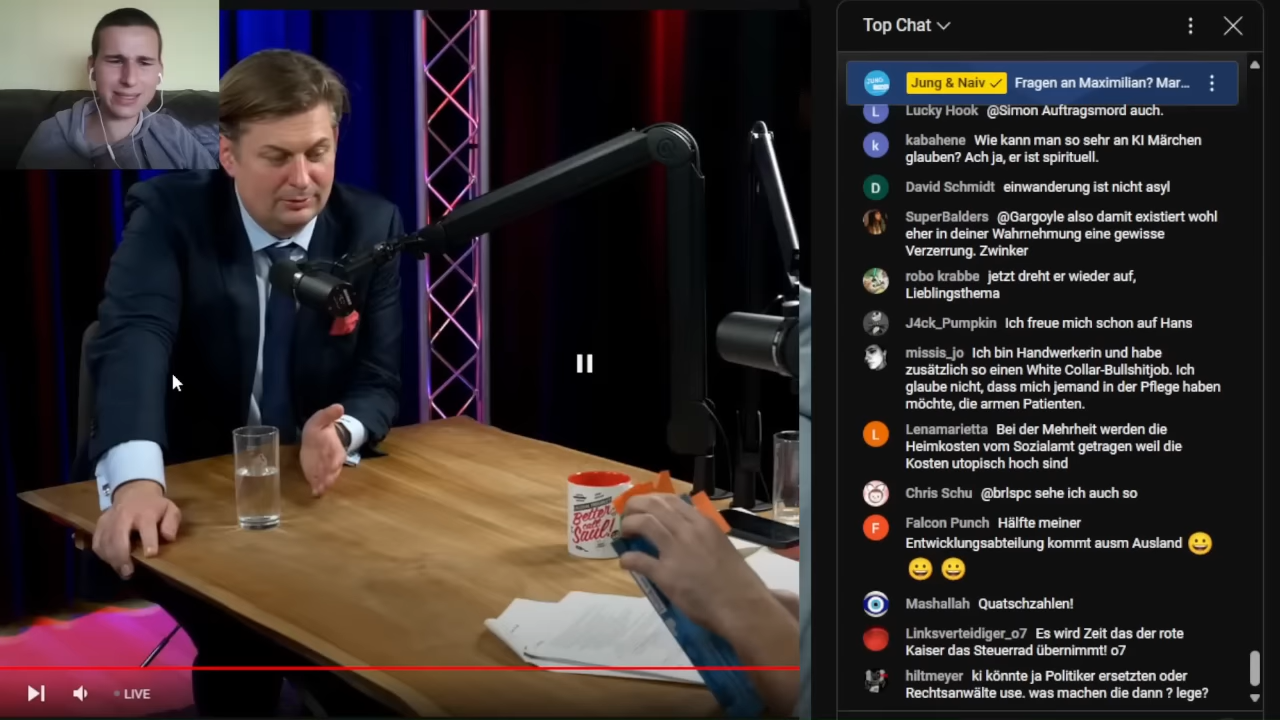 Top Chat
Jung & Naiv Fragen an Maximilian? Mar...
Lucky Hook @Simon Auftragsmord auch.
kabahene Wie kann man so sehr an KI Märchen
glauben? Ach ja, er ist spirituell.
David Schmidt einwanderung ist nicht asyl
SuperBalders @Gargoyle also damit existiert wohl
eher in deiner Wahrnehmung eine gewisse
Verzerrung. Zwinker
robo krabbe jetzt dreht er wieder auf,
Lieblingsthema
J4ck_Pumpkin Ich freue mich schon auf Hans
missis_jo Ich bin Handwerkerin und habe
zusätzlich so einen White Collar-Bullshitjob. Ich
glaube nicht, dass mich jemand in der Pflege haben
möchte, die armen Patienten.
Lenamarietta Bei der Mehrheit werden die
Heimkosten vom Sozialamt getragen weil die
Kosten utopisch hoch sind
Chris Schu @brlspc sehe ich auch so
Falcon Punch Hälfte meiner
Entwicklungsabteilung kommt ausm Ausland 😀
😀 😀
Mashallah Quatschzahlen!
Linksverteidiger_o7 Es wird Zeit das der rote
Kaiser das Steuerrad übernimmt! o7
hiltmeyer ki könnte ja Politiker ersetzten oder
Rechtsanwälte use. was machen die dann ? lege?
L
k
D
L
F
Better
Saul!
LIVE